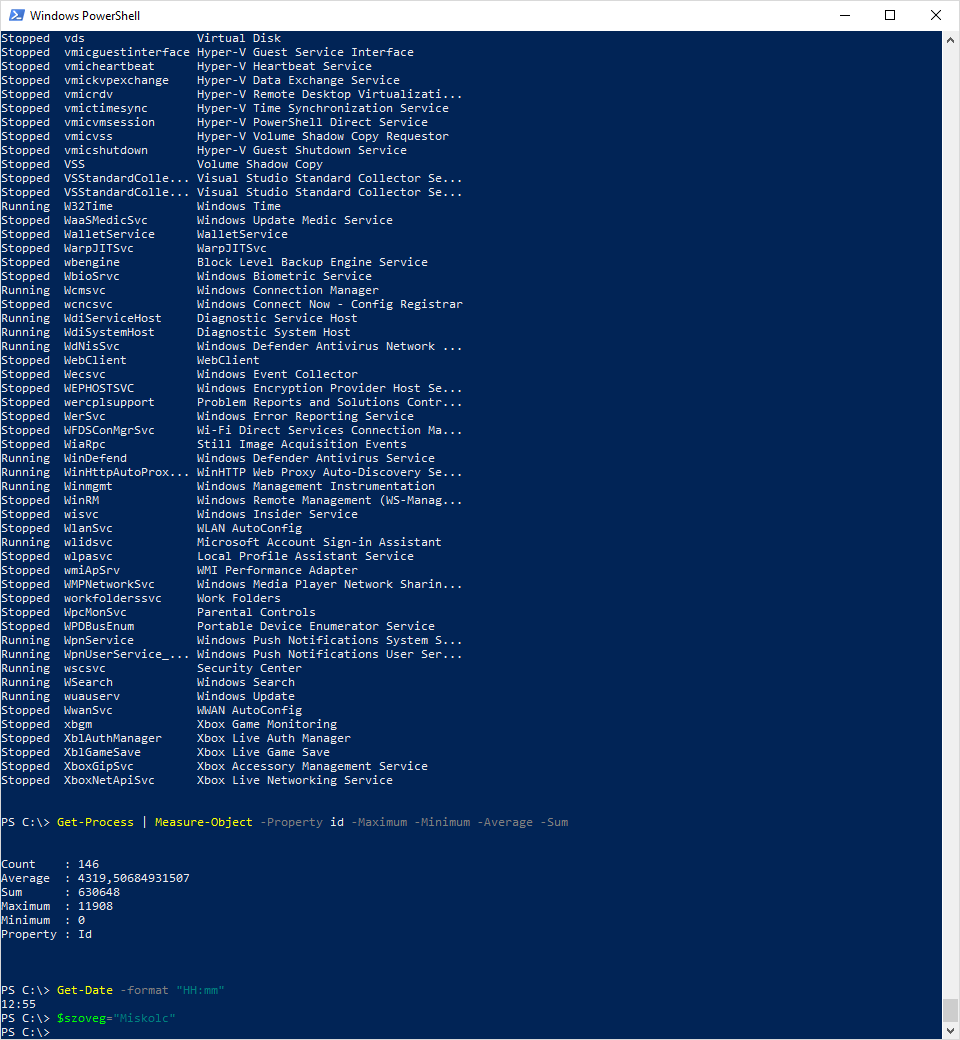 Windows PowerShell
Stopped  vds                Virtual Disk
Stopped  vmicguestinterface Hyper-V Guest Service Interface
Stopped  vmicheartbeat      Hyper-V Heartbeat Service
Stopped  vmickvpexchange    Hyper-V Data Exchange Service
Stopped  vmicrdv            Hyper-V Remote Desktop Virtualizati...
Stopped  vmictimesync       Hyper-V Time Synchronization Service
Stopped  vmicvmsession      Hyper-V PowerShell Direct Service
Stopped  vmicvss            Hyper-V Volume Shadow Copy Requestor
Stopped  vmicshutdown       Hyper-V Guest Shutdown Service
Stopped  VSS                Volume Shadow Copy
Stopped  VSStandardColle... Visual Studio Standard Collector Se...
Stopped  VSStandardColle... Visual Studio Standard Collector Se...
Running  W32Time            Windows Time
Stopped  WaaSMedicSvc       Windows Update Medic Service
Stopped  WalletService      WalletService
Stopped  WarpJITSvc         WarpJITSvc
Stopped  wbengine           Block Level Backup Engine Service
Stopped  WbioSrvc           Windows Biometric Service
Running  Wcmsvc             Windows Connection Manager
Stopped  wcncsvc            Windows Connect Now - Config Registrar
Running  WdiServiceHost     Diagnostic Service Host
Running  WdiSystemHost      Diagnostic System Host
Running  WdNisSvc           Windows Defender Antivirus Network ...
Stopped  WebClient          WebClient
Stopped  Wecsvc             Windows Event Collector
Stopped  WEPHOSTSVC         Windows Encryption Provider Host Se...
Stopped  wercplsupport      Problem Reports and Solutions Contr...
Stopped  WerSvc             Windows Error Reporting Service
Stopped  WFDSConMgrSvc      Wi-Fi Direct Services Connection Ma...
Stopped  WiaRpc             Still Image Acquisition Events
Running  WinDefend          Windows Defender Antivirus Service
Running  WinHttpAutoProx... WinHTTP Web Proxy Auto-Discovery Se...
Running  Winmgmt            Windows Management Instrumentation
Stopped  WinRM              Windows Remote Management (WS-Manag...
Stopped  wisvc              Windows Insider Service
Stopped  WlanSvc            WLAN AutoConfig
Running  wlidsvc            Microsoft Account Sign-in Assistant
Stopped  wlpasvc            Local Profile Assistant Service
Stopped  wmiApSrv           WMI Performance Adapter
Stopped  WMPNetworkSvc      Windows Media Player Network Sharin...
Stopped  workfolderssvc     Work Folders
Stopped  WpcMonSvc          Parental Controls
Stopped  WPDBusEnum         Portable Device Enumerator Service
Running  WpnService         Windows Push Notifications System S...
Running  WpnUserService_... Windows Push Notifications User Ser...
Running  wscsvc             Security Center
Running  WSearch            Windows Search
Running  wuauserv           Windows Update
Stopped  WwanSvc            WWAN AutoConfig
Stopped  xbgm               Xbox Game Monitoring
Stopped  XblAuthManager     Xbox Live Auth Manager
Stopped  XblGameSave        Xbox Live Game Save
Stopped  XboxGipSvc         Xbox Accessory Management Service
Stopped  XboxNetApiSvc      Xbox Live Networking Service
PS C:\> Get-Process | Measure-Object -Property id -Maximum -Minimum -Average -Sum
Count    : 146
Average  : 4319,50684931507
Sum      : 630648
Maximum  : 11908
Minimum  : 0
Property : Id
PS C:\> Get-Date -format "HH:mm"
12:55
PS C:\> $szoveg="Miskolc"
PS C:\>